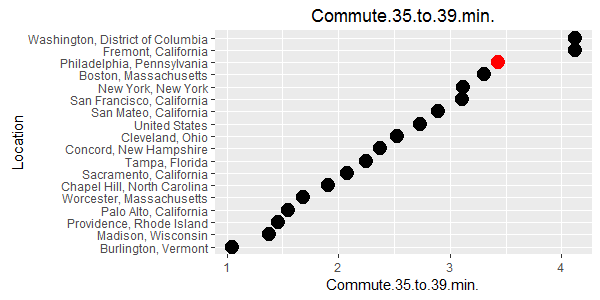 Commute.35.to.39.min.
Washington, District of Columbia
Fremont, California
Philadelphia, Pennsylvania
Boston, Massachusetts
New York, New York
San Francisco, California
San Mateo, California
United States
Cleveland, Ohio
Concord, New Hampshire
Tampa, Florida
Sacramento, California
Chapel Hill, North Carolina
Worcester, Massachusetts
Palo Alto, California
Providence, Rhode Island
Madison, Wisconsin
Burlington, Vermont
Location
1 2 3 4
Commute.35.to.39.min.